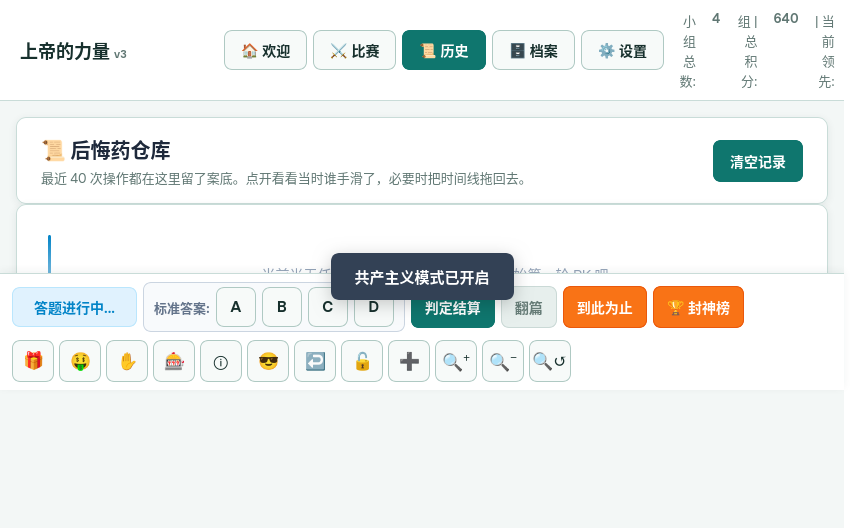 上帝的力量 v3
🏠 欢迎
⚔️ 比赛
📜 历史
🗄️ 档案
⚙️ 设置
小组总数: 4 组 | 总积分: 640 | 当前领先:
📜 后悔药仓库
最近 40 次操作都在这里留了案底。点开看看当时谁手滑了，必要时把时间线拖回去。
清空记录
共产主义模式已开启
答题进行中...
标准答案:
A
B
C
D
判定结算
翻篇
到此为止
🏆 封神榜